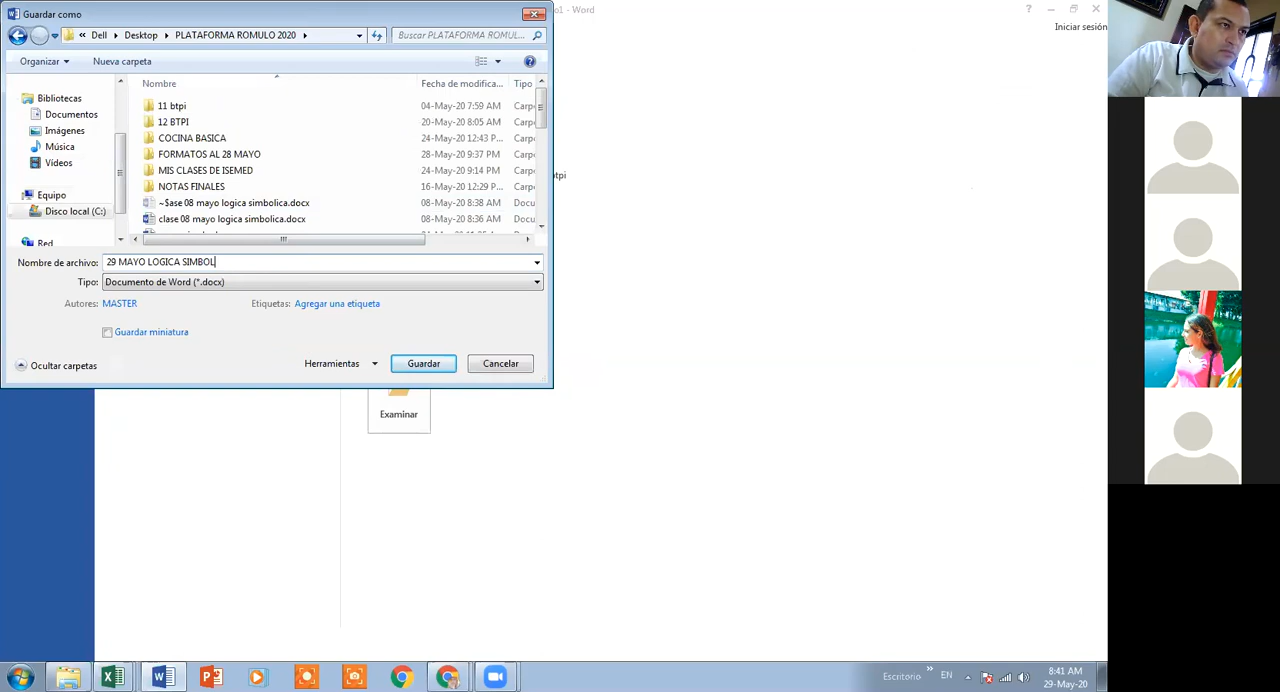 Guardar como
o1 - Word
?
Iniciar sesión
« Dell Desktop PLATAFORMA ROMULO 2020
Buscar PLATAFORMA ROMUL...
Organizar Nueva carpeta
Nombre Fecha de modifica... Tipo
Bibliotecas
Documentos
Imágenes
Música
Vídeos
Equipo
Disco local (C:)
Red
11 btpi 04-May-20 7:59 AM Carpe
12 BTPI 20-May-20 8:05 AM Carpe
COCINA BASICA 24-May-20 12:43 P... Carpe
FORMATOS AL 28 MAYO 28-May-20 9:37 PM Carpe
MIS CLASES DE ISEMED 24-May-20 9:14 PM Carpe
NOTAS FINALES 16-May-20 12:29 P... Carpe
~$ase 08 mayo logica simbolica.docx 08-May-20 8:38 AM Docu
clase 08 mayo logica simbolica.docx 08-May-20 8:36 AM Docu
btpi
Nombre de archivo: 29 MAYO LOGICA SIMBOL
Tipo: Documento de Word (*.docx)
Autores: MASTER Etiquetas: Agregar una etiqueta
Guardar miniatura
Ocultar carpetas Herramientas Guardar Cancelar
Examinar
Escritorio » EN 8:41 AM
29-May-20